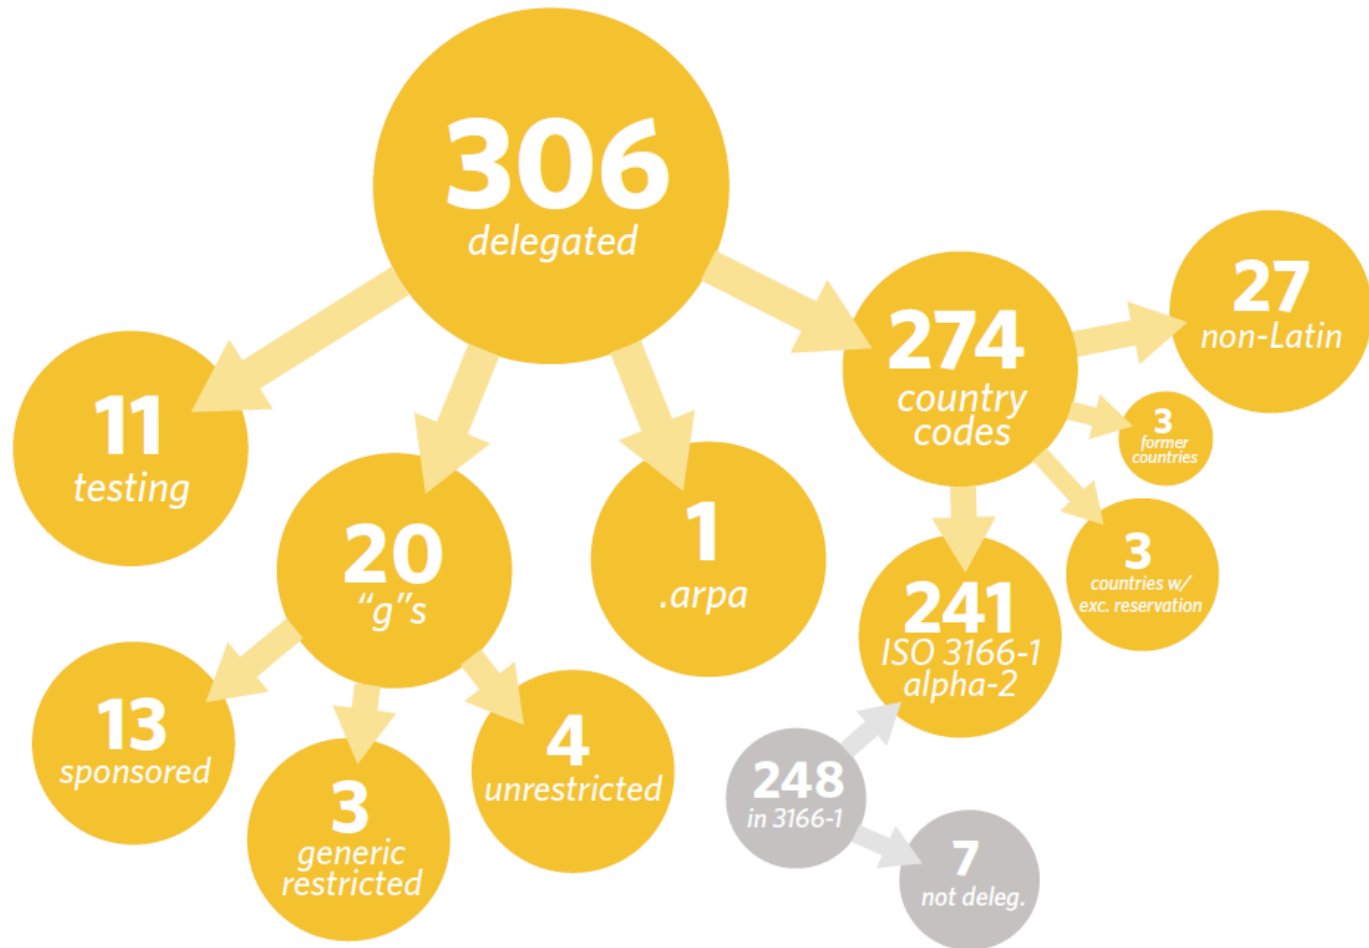 306
delegated
11
testing
20
“g”s
1
.arpa
274
country
codes
27
non-Latin
3
former
countries
3
countries w/
exc. reservation
241
ISO 3166-1
alpha-2
13
sponsored
3
generic
restricted
4
unrestricted
248
in 3166-1
7
not deleg.